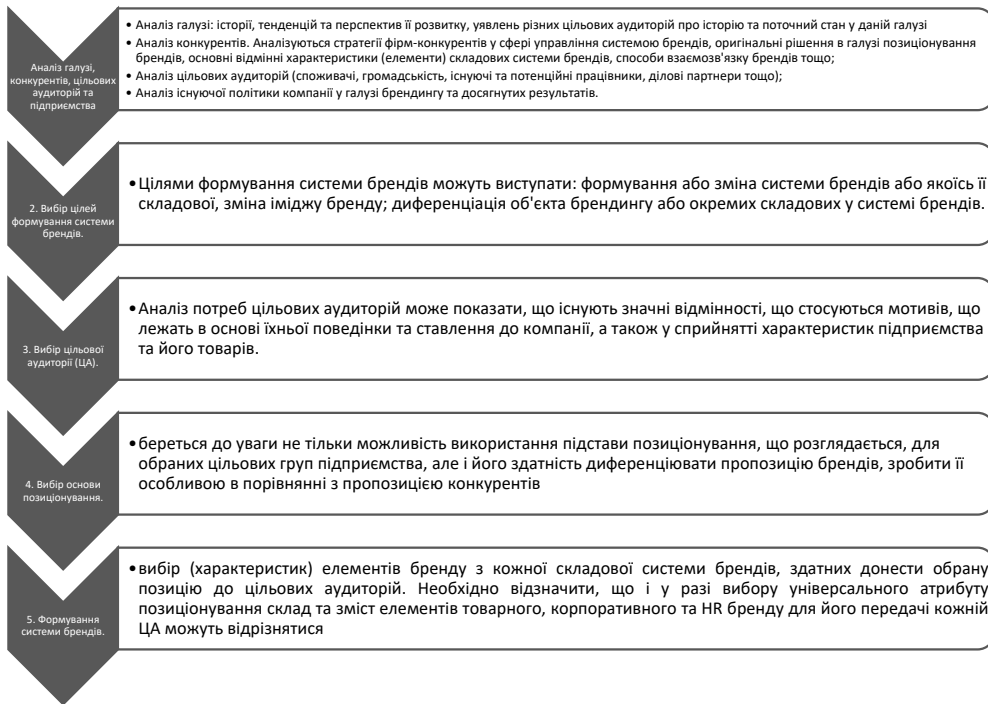 Аналіз галузі,
конкурентів, цільових
аудиторій та
підприємства
• Аналіз галузі: історії, тенденцій та перспектив її розвитку, уявлень різних цільових аудиторій про історію та поточний стан у даній галузі
• Аналіз конкурентів. Аналізуються стратегії фірм-конкурентів у сфері управління системою брендів, оригінальні рішення в галузі позиціонування
брендів, основні відмінні характеристики (елементи) складових системи брендів, способи взаємозв'язку брендів тощо;
• Аналіз цільових аудиторій (споживачі, громадськість, існуючі та потенційні працівники, ділові партнери тощо);
• Аналіз існуючої політики компанії у галузі брендингу та досягнутих результатів.
2. Вибір цілей
формування системи
брендів.
•Цілями формування системи брендів можуть виступати: формування або зміна системи брендів або якоїсь її
складової, зміна іміджу бренду; диференціація об'єкта брендингу або окремих складових у системі брендів.
3. Вибір цільової
аудиторії (ЦА).
•Аналіз потреб цільових аудиторій може показати, що існують значні відмінності, що стосуються мотивів, що
лежать в основі їхньої поведінки та ставлення до компанії, а також у сприйнятті характеристик підприємства
та його товарів.
4. Вибір основи
позиціонування.
•береться до уваги не тільки можливість використання підстави позиціонування, що розглядається, для
обраних цільових груп підприємства, але і його здатність диференціювати пропозицію брендів, зробити її
особливою в порівнянні з пропозицією конкурентів
5. Формування
системи брендів.
•вибір (характеристик) елементів бренду з кожної складової системи брендів, здатних донести обрану
позицію до цільових аудиторій. Необхідно відзначити, що і у разі вибору універсального атрибуту
позиціонування склад та зміст елементів товарного, корпоративного та HR бренду для його передачі кожній
ЦА можуть відрізнятися